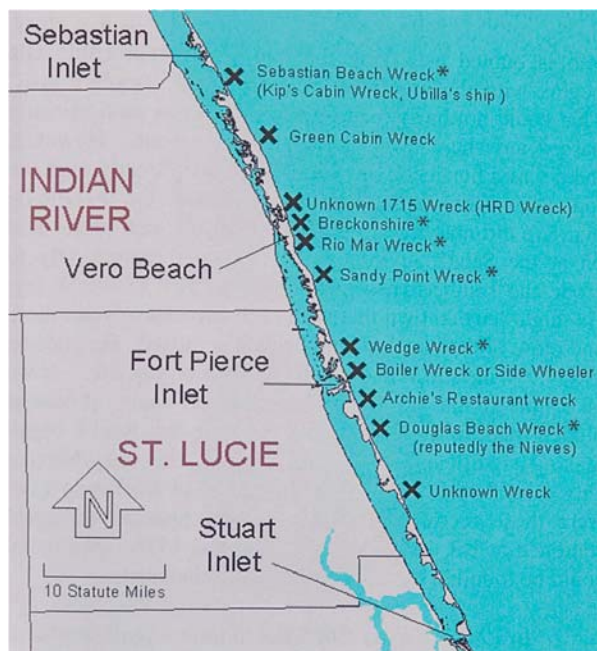 Sebastian
Inlet
Sebastian Beach Wreck*
(Kip's Cabin Wreck, Ubilla's ship )
Green Cabin Wreck
INDIAN
RIVER
Unknown 1715 Wreck (HRD Wreck)
Breckonshire*
Rio Mar Wreck*
Vero Beach
Sandy Point Wreck*
Wedge Wreck*
Fort Pierce
Inlet
Boiler Wreck or Side Wheeler
Archie's Restaurant wreck
Douglas Beach Wreck*
(reputedly the Nieves)
ST. LUCIE
Unknown Wreck
N
Stuart
Inlet
10 Statute Miles